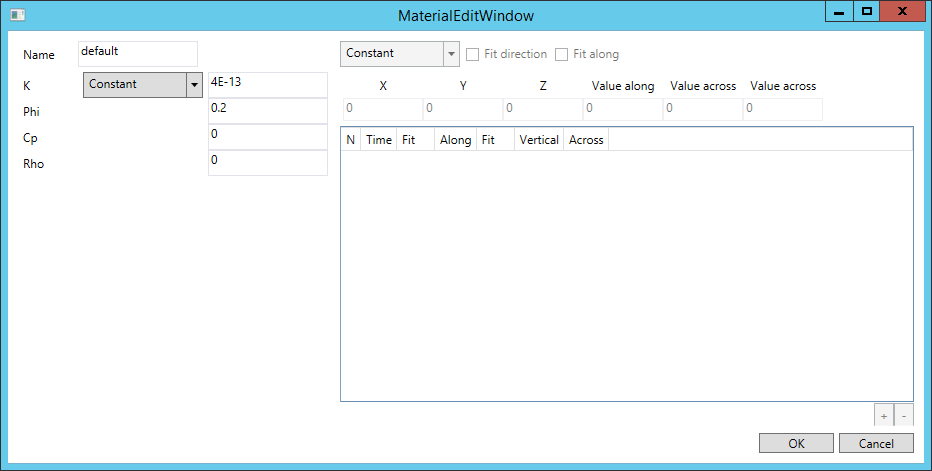 MaterialEditWindow
Name default
K Constant 4E-13
Phi 0.2
Cp 0
Rho 0
Constant Fit direction Fit along
X Y Z Value along Value across Value across
0 0 0 0 0 0
N Time Fit Along Fit Vertical Across
+ -
OK Cancel